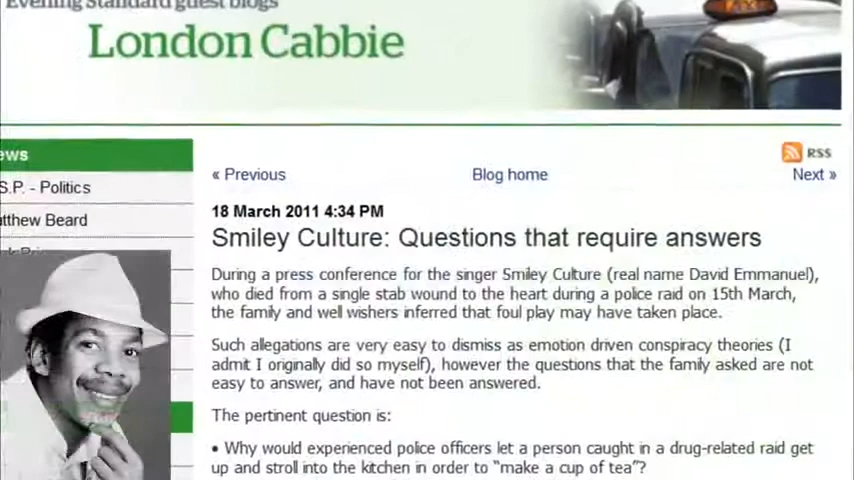 Evening Standard guest blogs
London Cabbie
TAXI
ews
RSS
S.P. - Politics
« Previous
Blog home
Next »
tthew Beard
18 March 2011 4:34 PM
Smiley Culture: Questions that require answers
During a press conference for the singer Smiley Culture (real name David Emmanuel),
who died from a single stab wound to the heart during a police raid on 15th March,
the family and well wishers inferred that foul play may have taken place.
Such allegations are very easy to dismiss as emotion driven conspiracy theories (I
admit I originally did so myself), however the questions that the family asked are not
easy to answer, and have not been answered.
The pertinent question is:
• Why would experienced police officers let a person caught in a drug-related raid get
up and stroll into the kitchen in order to “make a cup of tea”?